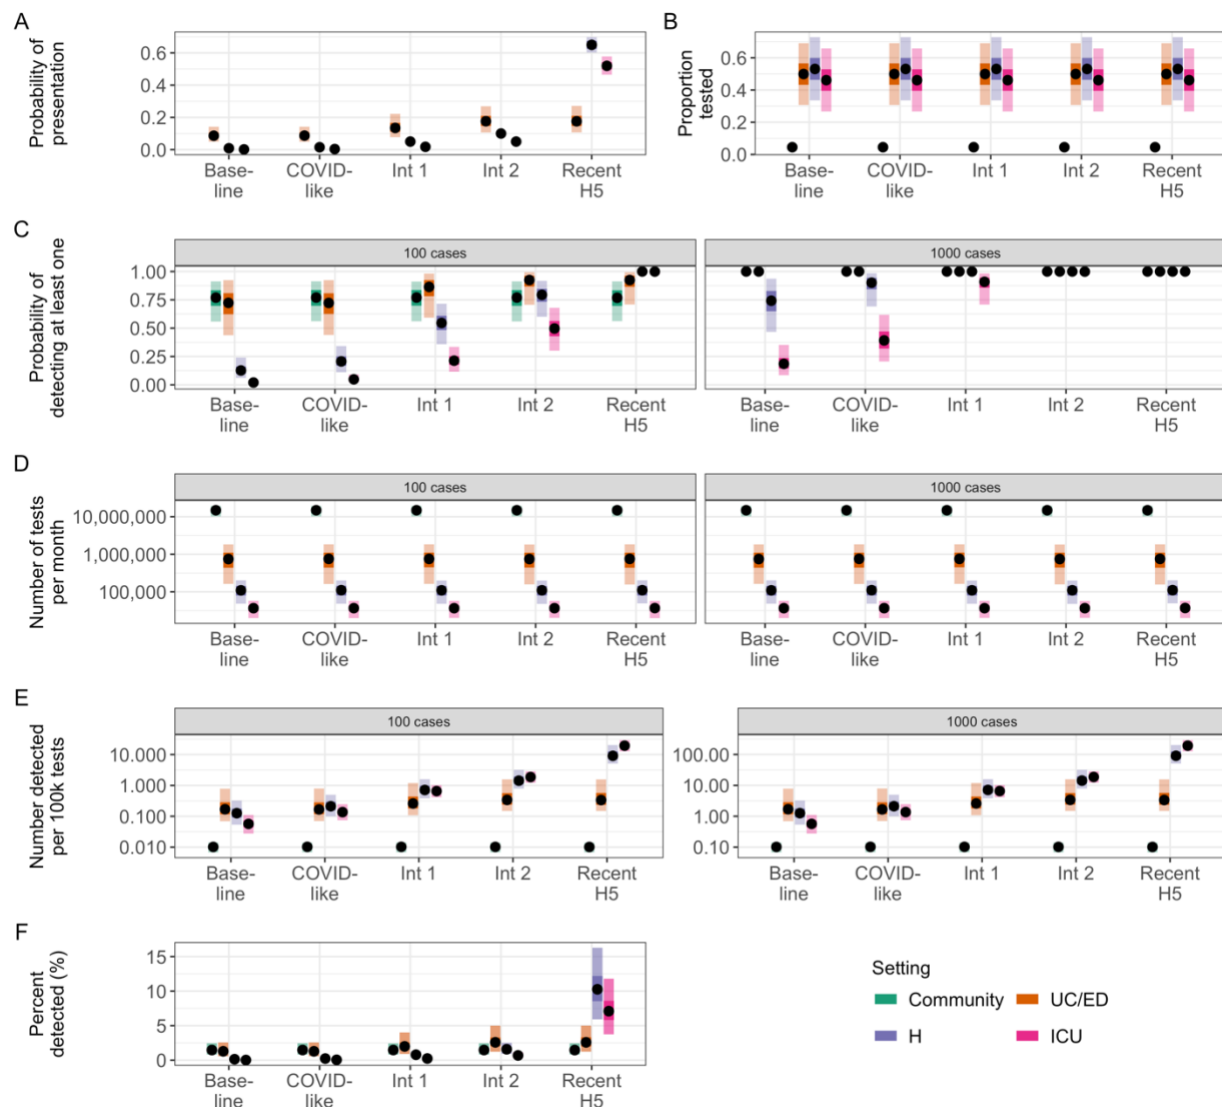 A
Probability of
presentation
0.6
0.4
0.2
0.0
Base-
line
COVID-
like
Int 1
Int 2
Recent
H5
B
Proportion
tested
0.6
0.4
0.2
0.0
Base-
line
COVID-
like
Int 1
Int 2
Recent
H5
C
Probability of
detecting at least one
100 cases
1.00
0.75
0.50
0.25
0.00
Base-
line
COVID-
like
Int 1
Int 2
Recent
H5
1000 cases
Base-
line
COVID-
like
Int 1
Int 2
Recent
H5
D
Number of tests
per month
100 cases
10,000,000
1,000,000
100,000
Base-
line
COVID-
like
Int 1
Int 2
Recent
H5
1000 cases
Base-
line
COVID-
like
Int 1
Int 2
Recent
H5
E
Number detected
per 100k tests
100 cases
10.000
1.000
0.100
0.010
Base-
line
COVID-
like
Int 1
Int 2
Recent
H5
1000 cases
100.00
10.00
1.00
0.10
Base-
line
COVID-
like
Int 1
Int 2
Recent
H5
F
Percent
detected (%)
15
10
5
0
Base-
line
COVID-
like
Int 1
Int 2
Recent
H5
Setting
Community
UC/ED
H
ICU